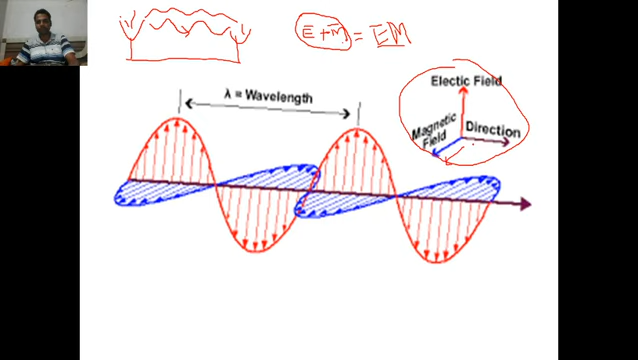 E + M = EM
λ = Wavelength
Electic Field
Magnetic
Field
Direction